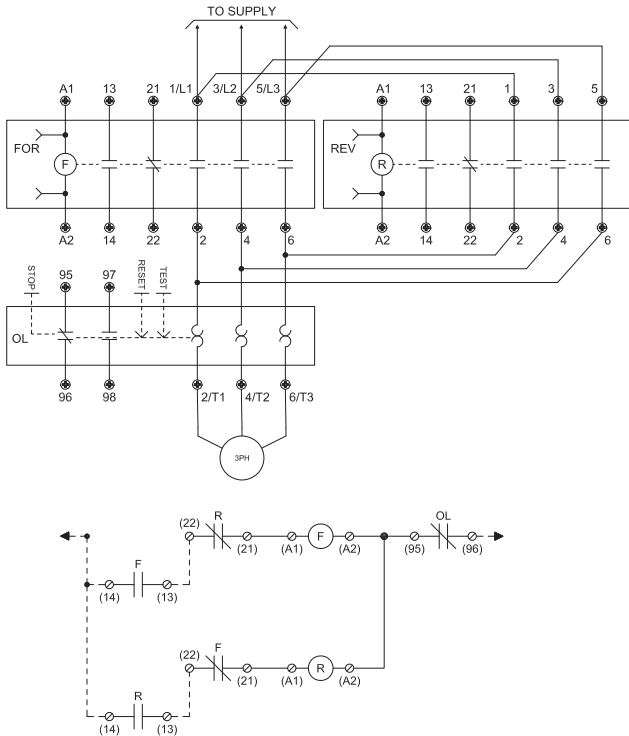 TO SUPPLY
A1 13 21 1/L1 3/L2 5/L3 A1 13 21 1 3 5
FOR F REV R
A2 14 22 2 4 6 A2 14 22 2 4 6
STOP 95 97 RESET TEST
OL
96 98 2/T1 4/T2 6/T3
3PH
(22) R OL
F
(21) (A1) (A2) (95) (96)
F
(14) (13)
(22) F
R
(21) (A1) (A2)
R
(14) (13)